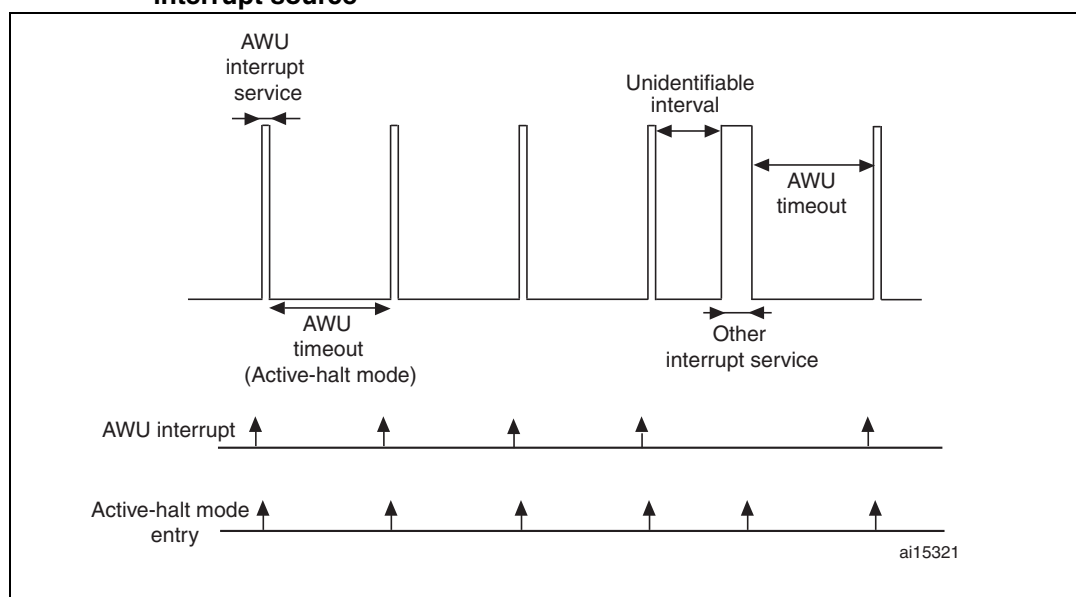 interrupt source
AWU
interrupt
service
Unidentifiable
interval
AWU
timeout
AWU
timeout
(Active-halt mode)
Other
interrupt service
AWU interrupt
Active-halt mode
entry
ai15321